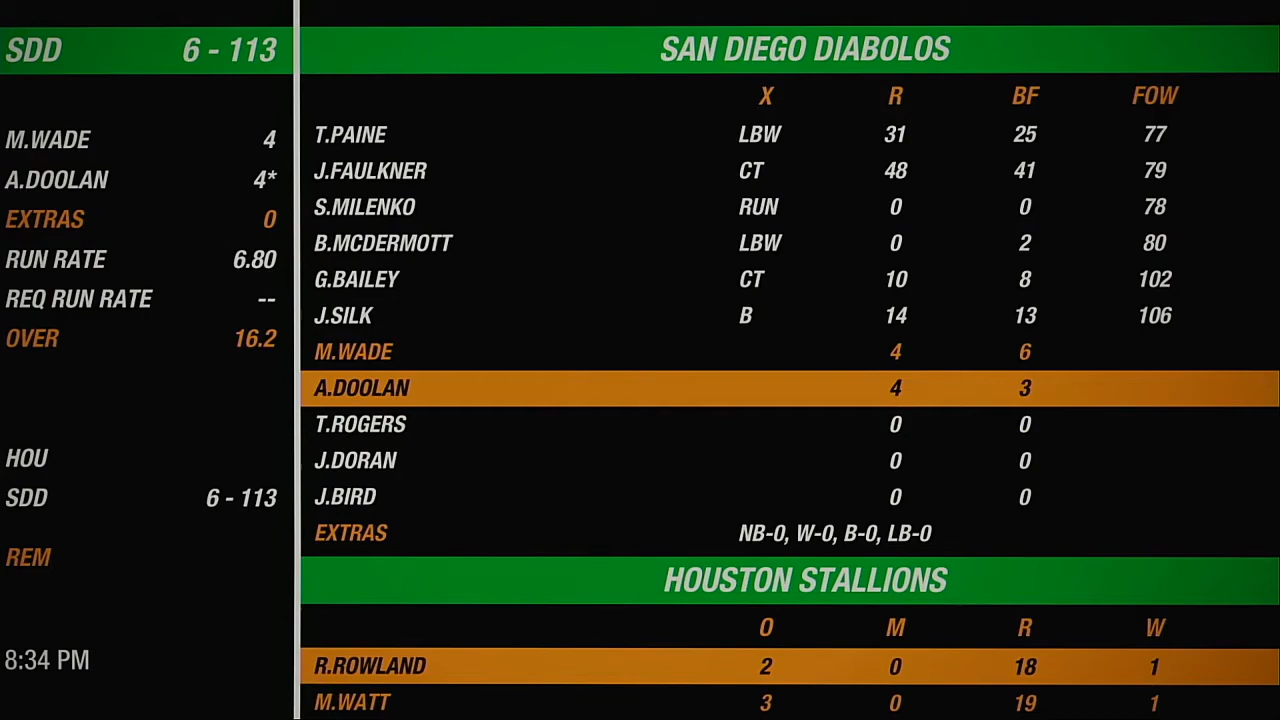 SDD 6 - 113
M.WADE 4
A.DOOLAN 4*
EXTRAS 0
RUN RATE 6.80
REQ RUN RATE --
OVER 16.2
HOU
SDD 6 - 113
REM
8:34 PM
SAN DIEGO DIABOLOS
X R BF FOW
T.PAINE LBW 31 25 77
J.FAULKNER CT 48 41 79
S.MILENKO RUN 0 0 78
B.MCDERMOTT LBW 0 2 80
G.BAILEY CT 10 8 102
J.SILK B 14 13 106
M.WADE 4 6
A.DOOLAN 4 3
T.ROGERS 0 0
J.DORAN 0 0
J.BIRD 0 0
EXTRAS NB-0, W-0, B-0, LB-0
HOUSTON STALLIONS
O M R W
R.ROWLAND 2 0 18 1
M.WATT 3 0 19 1